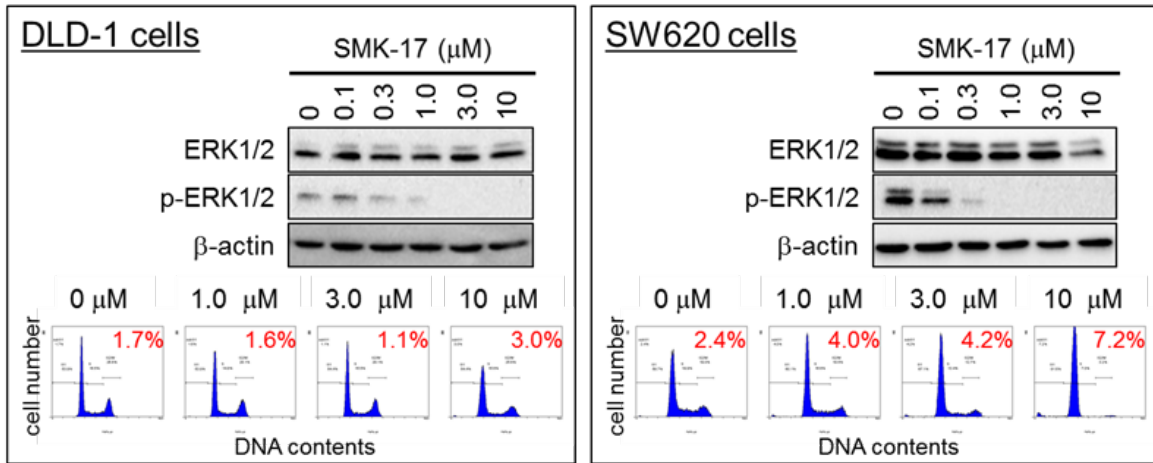 DLD-1 cells
SMK-17 (μM)
0 0.1 0.3 1.0 3.0 10
ERK1/2
p-ERK1/2
β-actin
0 μM 1.0 μM 3.0 μM 10 μM
1.7% 1.6% 1.1% 3.0%
cell number
DNA contents
SW620 cells
SMK-17 (μM)
0 0.1 0.3 1.0 3.0 10
ERK1/2
p-ERK1/2
β-actin
0 μM 1.0 μM 3.0 μM 10 μM
2.4% 4.0% 4.2% 7.2%
cell number
DNA contents